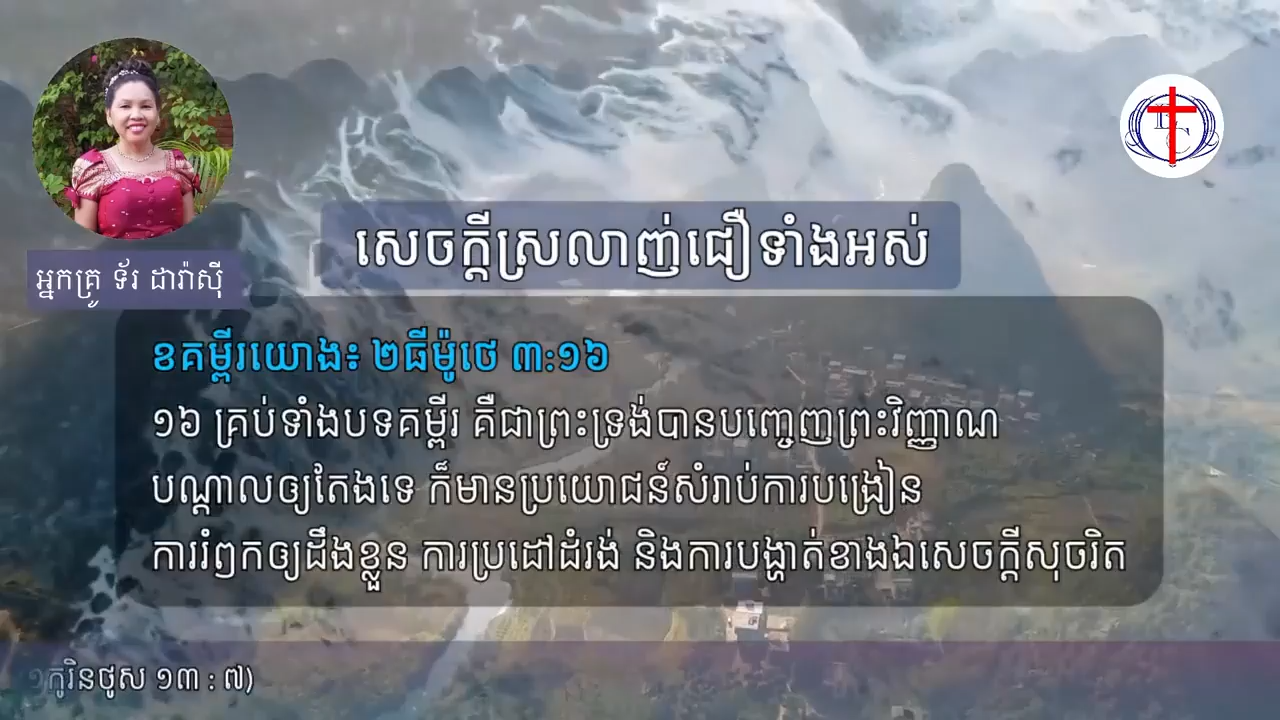 សេចក្ដីស្រលាញ់ជឿទាំងអស់
អ្នកគ្រូ ទ័រ ដាវ៉ាស៊ី
ខគម្ពីរយោង៖ ២ធីម៉ូថេ ៣:១៦
១៦ គ្រប់ទាំងបទគម្ពីរ គឺជាព្រះទ្រង់បានបញ្ចេញព្រះវិញ្ញាណ
បណ្ដាលឲ្យតែងទេ ក៏មានប្រយោជន៍សំរាប់ការបង្រៀន
ការរំឭកឲ្យដឹងខ្លួន ការប្រដៅដំរង់ និងការបង្ហាត់ខាងឯសេចក្ដីសុចរិត
១កូរិនថូស ១៣ : ៧)